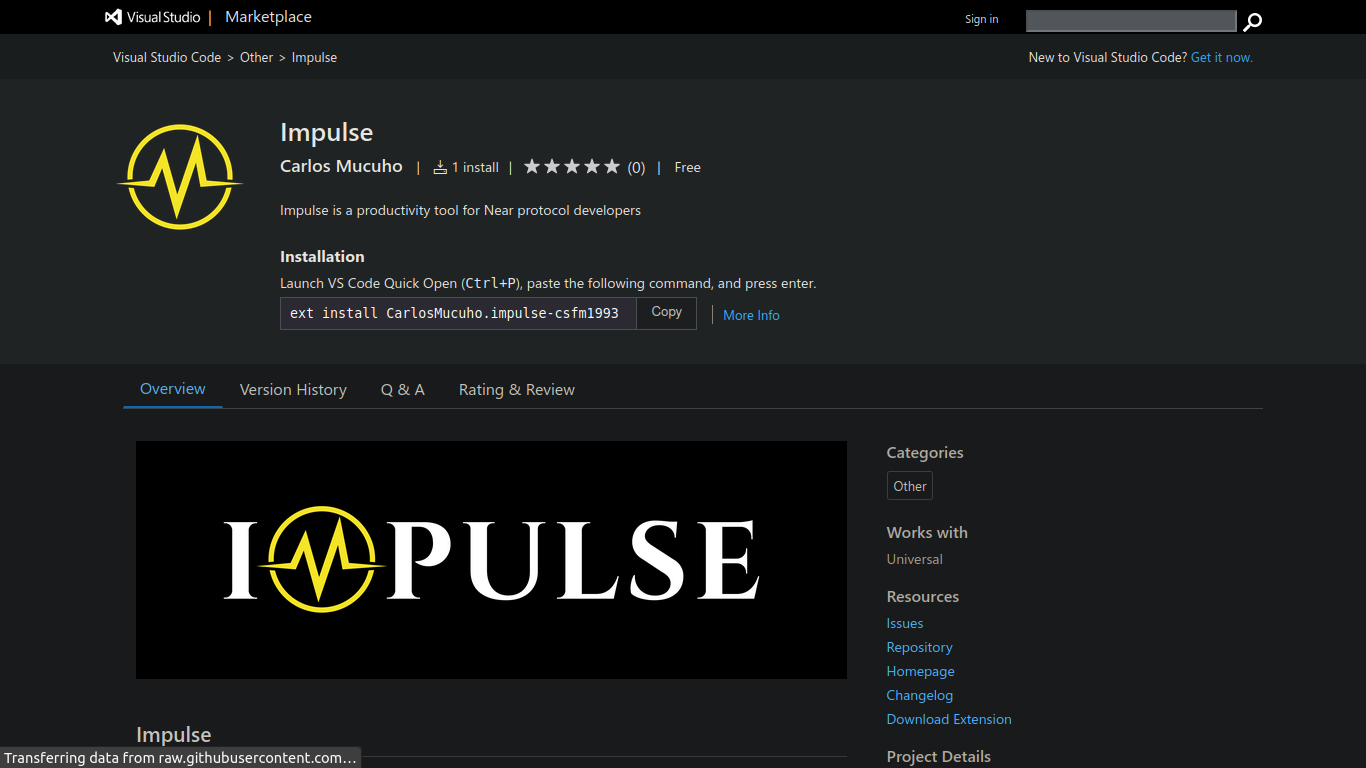 Visual Studio | Marketplace
Sign in
Visual Studio Code > Other > Impulse
New to Visual Studio Code? Get it now.
Impulse
Carlos Mucuho | 1 install | (0) | Free
Impulse is a productivity tool for Near protocol developers
Installation
Launch VS Code Quick Open (Ctrl+P), paste the following command, and press enter.
ext install CarlosMucuho.impulse-csfm1993
Copy
| More Info
Overview
Version History
Q & A
Rating & Review
IMPULSE
Impulse
Categories
Other
Works with
Universal
Resources
Issues
Repository
Homepage
Changelog
Download Extension
Project Details
Transferring data from raw.githubusercontent.com…